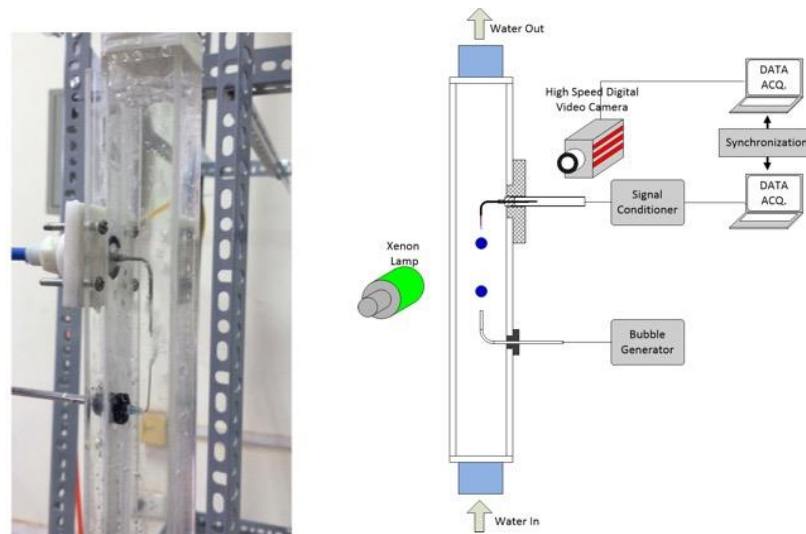 Water Out
High Speed Digital
Video Camera
DATA
ACQ.
Synchronization
DATA
ACQ.
Signal
Conditioner
Xenon
Lamp
Bubble
Generator
Water In